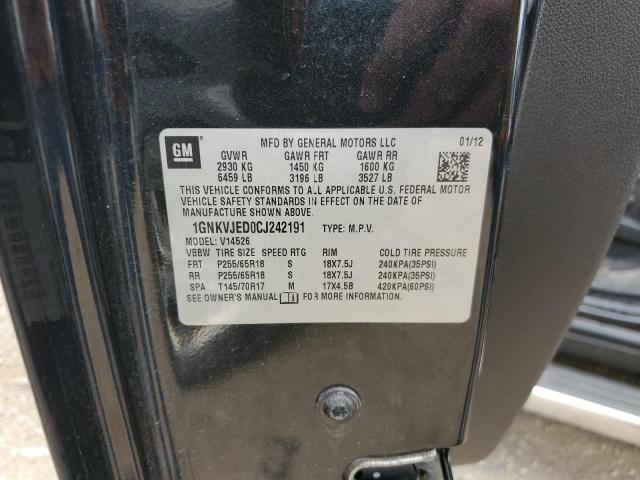 GM
MFD BY GENERAL MOTORS LLC 01/12
GVWR GAWR FRT GAWR RR
2930 KG 1450 KG 1600 KG
6459 LB 3196 LB 3527 LB
THIS VEHICLE CONFORMS TO ALL APPLICABLE U.S. FEDERAL MOTOR
VEHICLE SAFETY STANDARDS IN EFFECT ON THE DATE OF
MANUFACTURE SHOWN ABOVE.
1GNKVJED0CJ242191 TYPE: M.P.V.
MODEL: V14526
VBBW TIRE SIZE SPEED RTG RIM COLD TIRE PRESSURE
FRT P255/65R18 S 18X7.5J 240KPA(35PSI)
RR P255/65R18 S 18X7.5J 240KPA(35PSI)
SPA T145/70R17 M 17X4.5B 420KPA(60PSI)
SEE OWNER'S MANUAL FOR MORE INFORMATION.